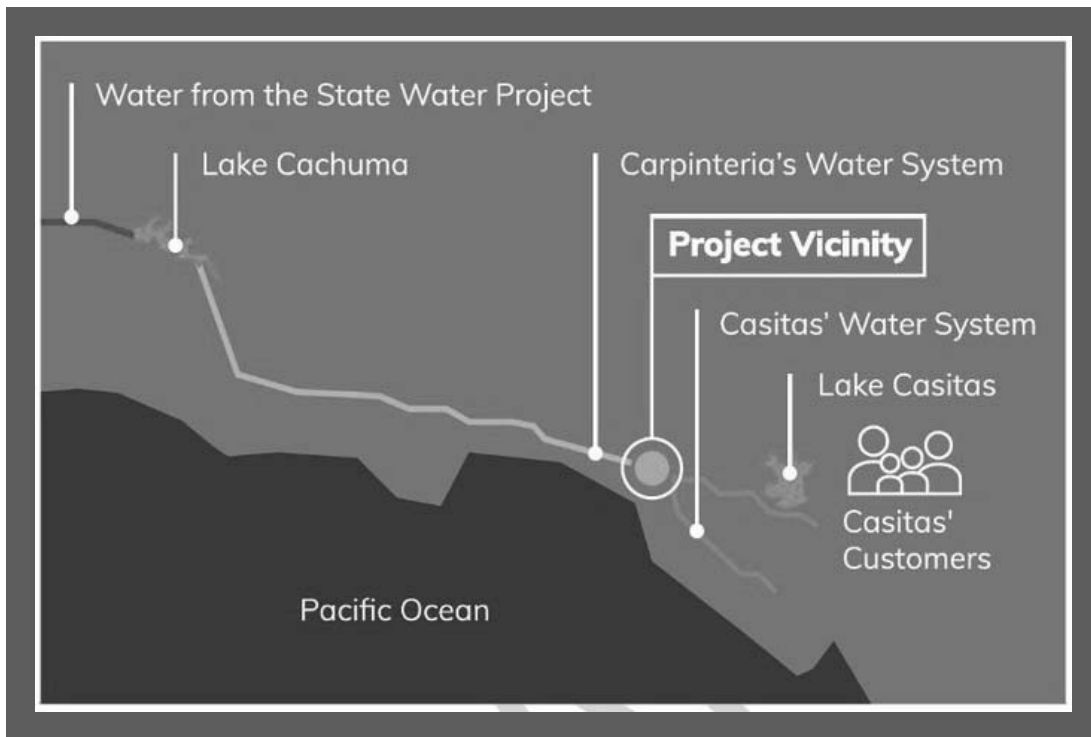 Water from the State Water Project
Lake Cachuma
Carpinteria's Water System
Project Vicinity
Casitas' Water System
Lake Casitas
Casitas'
Customers
Pacific Ocean